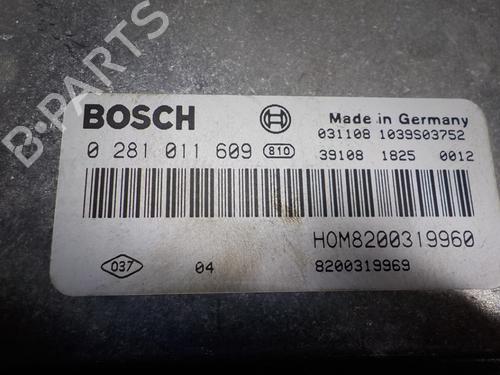 B-PARTS
BOSCH
Made in Germany
031108 1039S03752
0 281 011 609 810
39108 1825 0012
HOM8200319960
037 04 8200319969